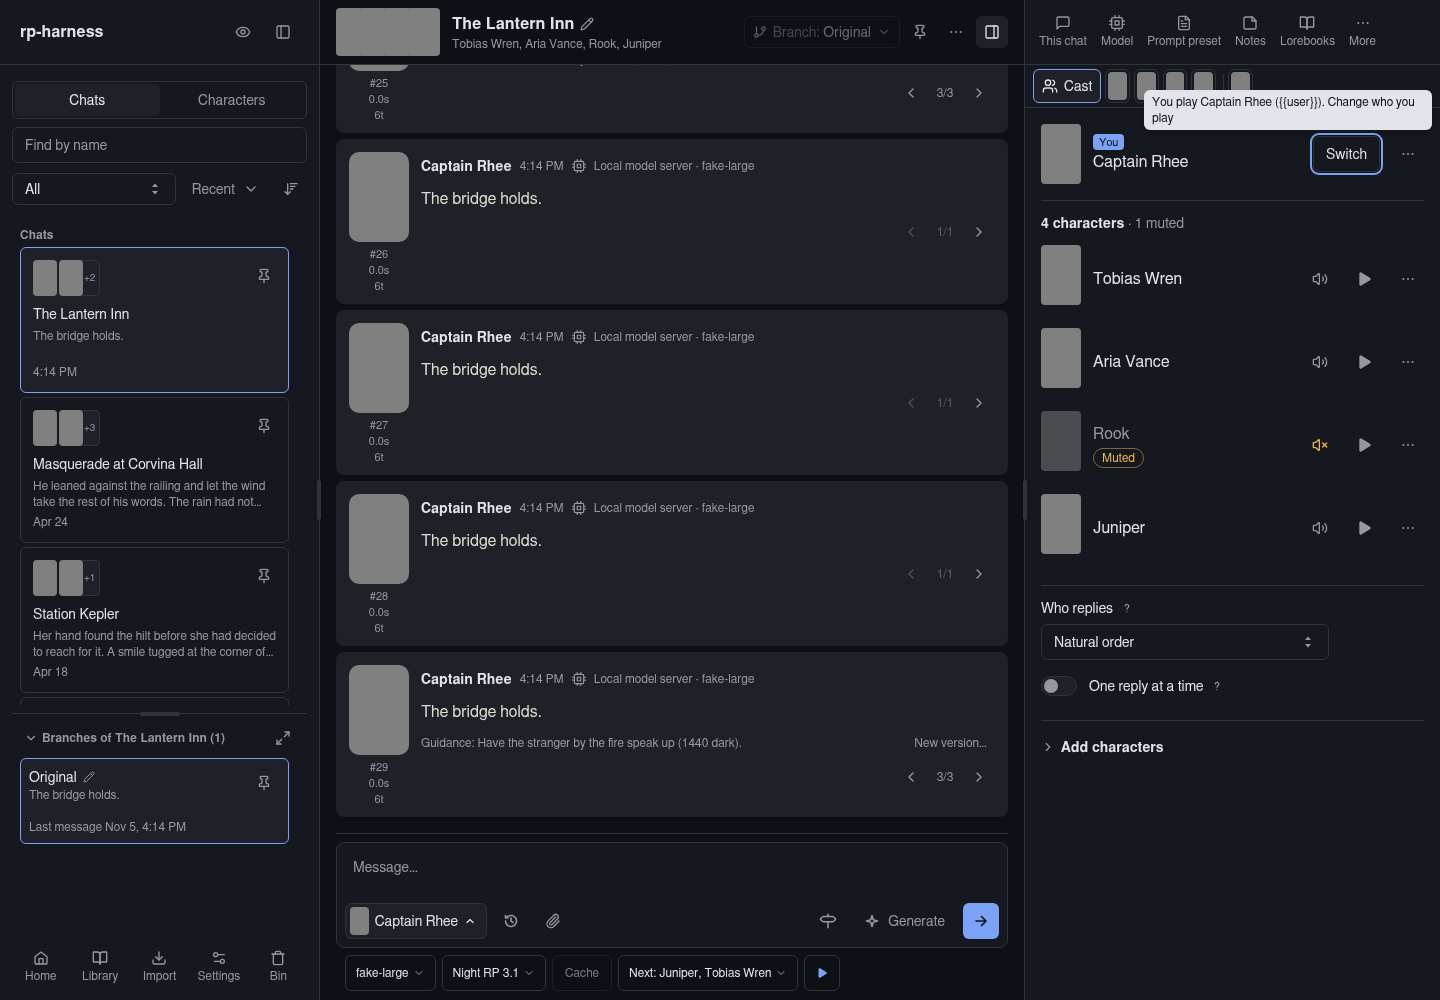 rp-harness
Chats
Characters
Find by name
All
Recent
Chats
+2
The Lantern Inn
The bridge holds.
4:14 PM
+3
Masquerade at Corvina Hall
He leaned against the railing and let the wind
take the rest of his words. The rain had not...
Apr 24
+1
Station Kepler
Her hand found the hilt before she had decided
to reach for it. A smile tugged at the corner of...
Apr 18
Branches of The Lantern Inn (1)
Original
The bridge holds.
Last message Nov 5, 4:14 PM
Home
Library
Import
Settings
Bin
The Lantern Inn
Tobias Wren, Aria Vance, Rook, Juniper
Branch: Original
#25
0.0s
6t
3/3
Captain Rhee 4:14 PM Local model server · fake-large
The bridge holds.
1/1
#26
0.0s
6t
Captain Rhee 4:14 PM Local model server · fake-large
The bridge holds.
1/1
#27
0.0s
6t
Captain Rhee 4:14 PM Local model server · fake-large
The bridge holds.
1/1
#28
0.0s
6t
Captain Rhee 4:14 PM Local model server · fake-large
The bridge holds.
Guidance: Have the stranger by the fire speak up (1440 dark).
New version...
3/3
#29
0.0s
6t
Message...
Captain Rhee
Generate
fake-large
Night RP 3.1
Cache
Next: Juniper, Tobias Wren
This chat
Model
Prompt preset
Notes
Lorebooks
More
Cast
You play Captain Rhee ({{user}}). Change who you
play
You
Captain Rhee
Switch
4 characters · 1 muted
Tobias Wren
Aria Vance
Rook
Muted
Juniper
Who replies ?
Natural order
One reply at a time ?
Add characters